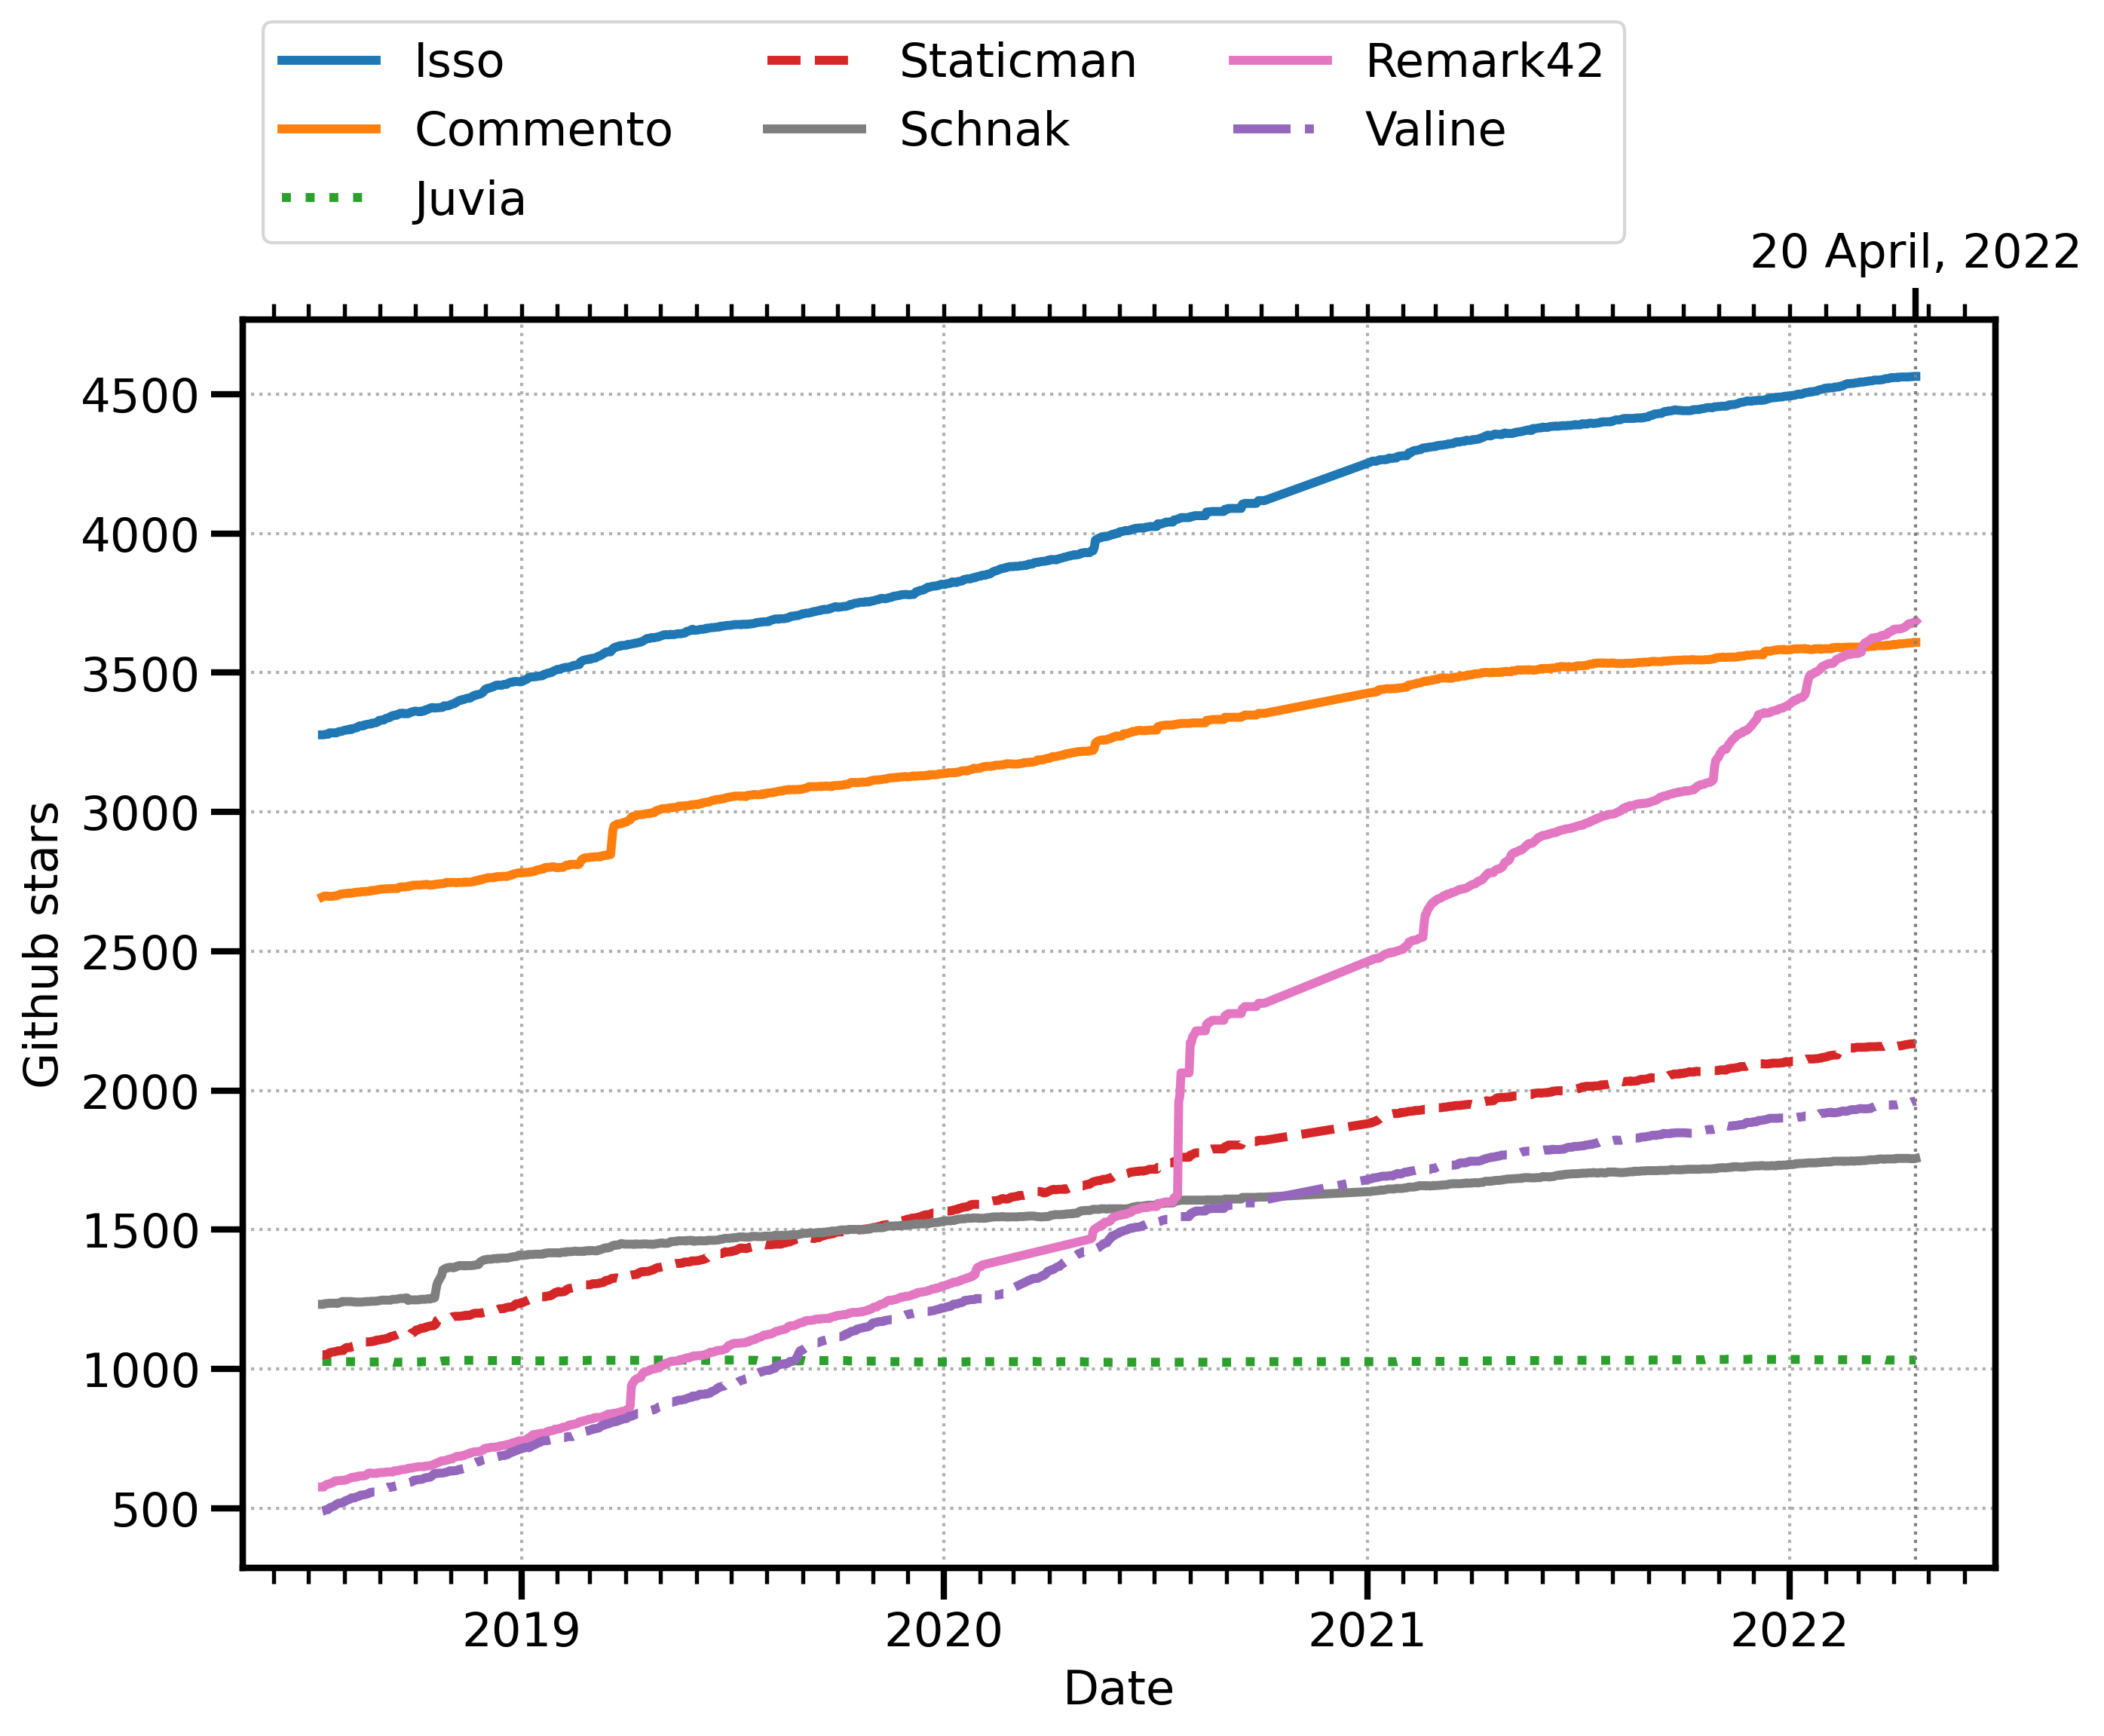 Isso
Commento
Juvia
Staticman
Schnak
Remark42
Valine
20 April, 2022
4500
4000
3500
3000
2500
2000
1500
1000
500
Github stars
2019 2020 2021 2022
Date